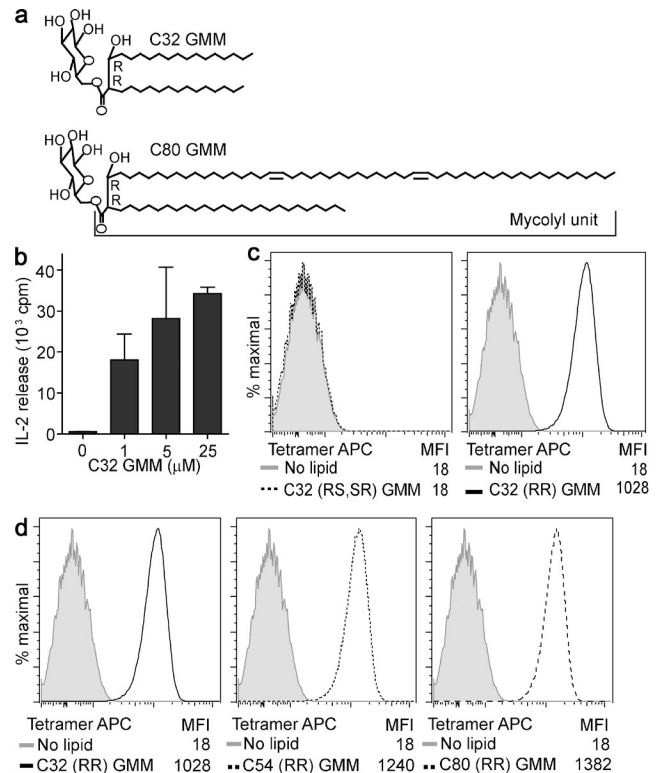 a
OH
HO
HO
HO
O
O
O
OH
R
R
C32 GMM
OH
HO
HO
HO
O
O
O
OH
R
R
C80 GMM
Mycolyl unit
b
IL-2 release (10³ cpm)
40
30
20
10
0
0 1 5 25
C32 GMM (µM)
c
% maximal
Tetramer APC MFI
No lipid 18
C32 (RS,SR) GMM 18
Tetramer APC MFI
No lipid 18
C32 (RR) GMM 1028
d
% maximal
Tetramer APC MFI
No lipid 18
C32 (RR) GMM 1028
Tetramer APC MFI
No lipid 18
C54 (RR) GMM 1240
Tetramer APC MFI
No lipid 18
C80 (RR) GMM 1382